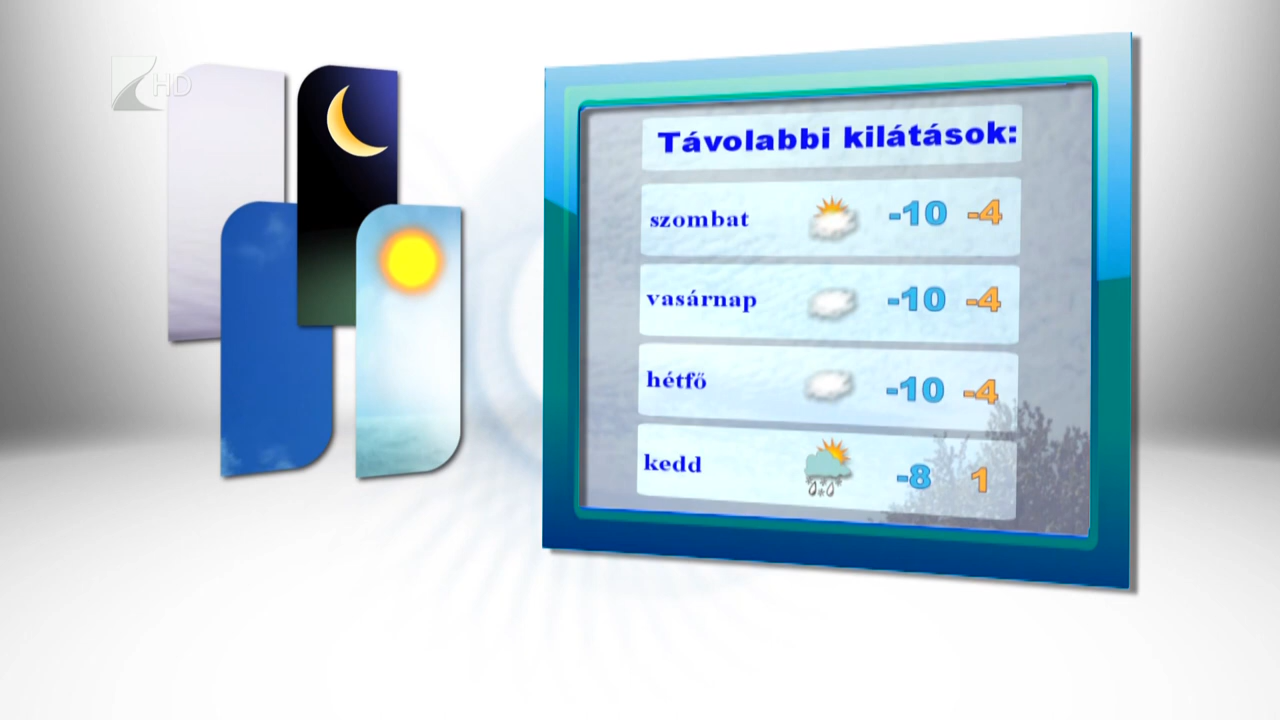 HD
Távolabbi kilátások:
szombat -10 -4
vasárnap -10 -4
hétfő -10 -4
kedd -8 1